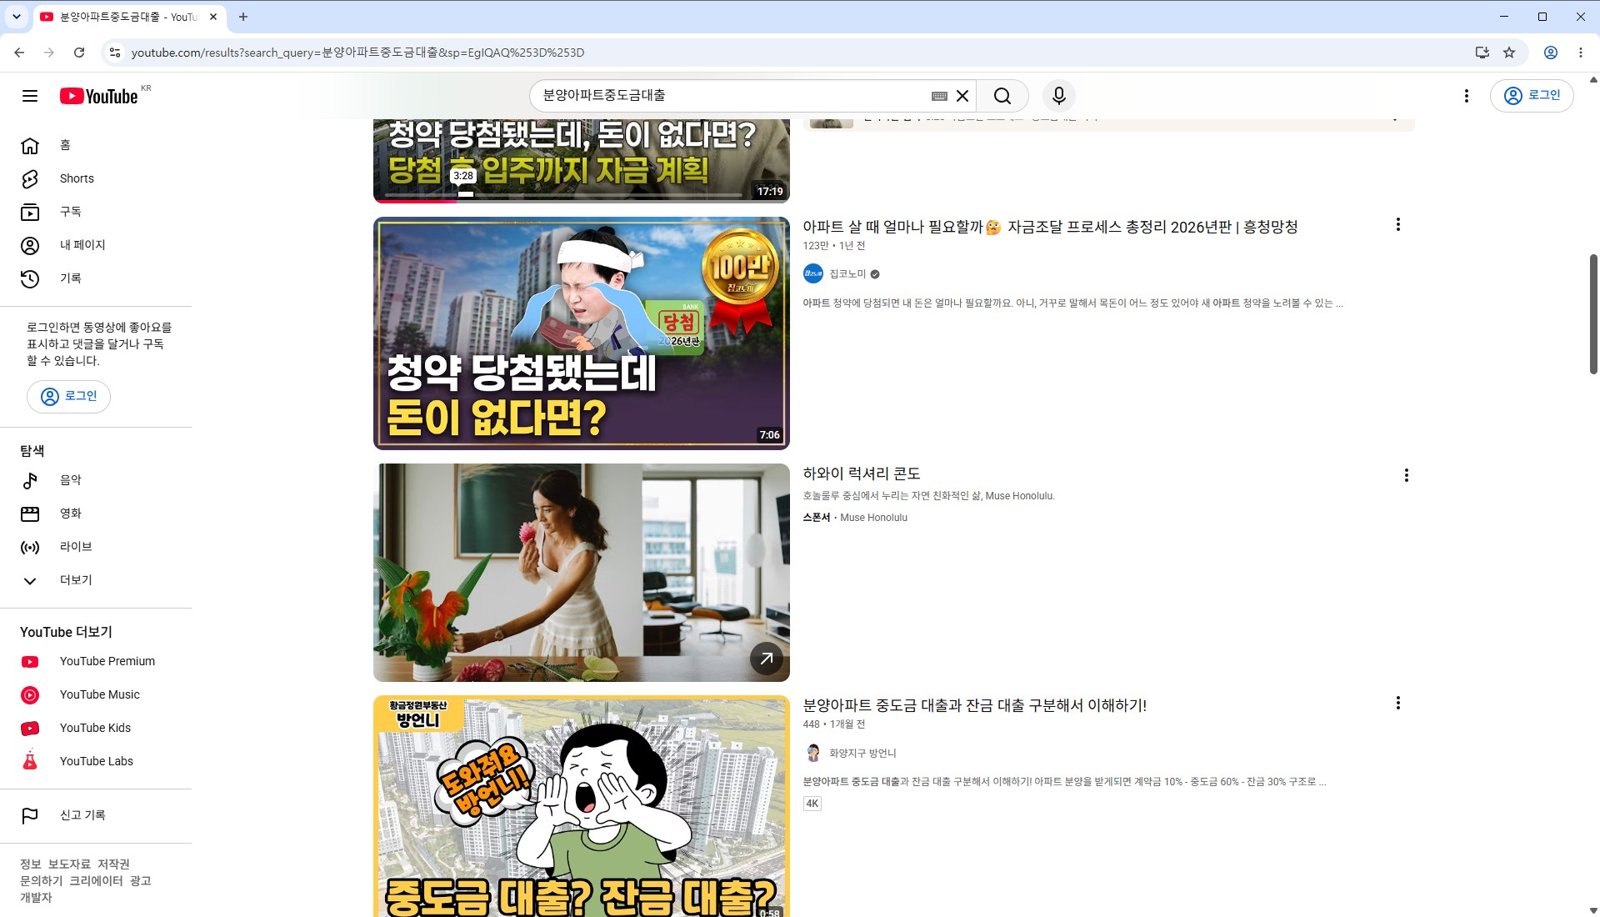 분양아파트중도금대출 - YouTu
youtube.com/results?search_query=분양아파트중도금대출&sp=EgIQAQ%253D%253D
YouTube KR
분양아파트중도금대출
로그인
홈
Shorts
구독
내 페이지
기록
로그인하면 동영상에 좋아요를
표시하고 댓글을 달거나 구독
할 수 있습니다.
로그인
탐색
음악
영화
라이브
더보기
YouTube 더보기
YouTube Premium
YouTube Music
YouTube Kids
YouTube Labs
신고 기록
정보 보도자료 저작권
문의하기 크리에이터 광고
개발자
청약 당첨됐는데, 돈이 없다면?
당첨 후 입주까지 자금 계획
3:28
17:19
100만
집코노미
BANK
당첨
2026년판
청약 당첨됐는데
돈이 없다면?
7:06
아파트 살 때 얼마나 필요할까🤔 자금조달 프로세스 총정리 2026년판 | 흥청망청
123만 • 1년 전
집코노미
아파트 청약에 당첨되면 내 돈은 얼마나 필요할까요. 아니, 거꾸로 말해서 목돈이 어느 정도 있어야 새 아파트 청약을 노려볼 수 있는 ...
하와이 럭셔리 콘도
호놀룰루 중심에서 누리는 자연 친화적인 삶, Muse Honolulu.
스폰서 • Muse Honolulu
황금정원부동산
방언니
도와줘요
방언니!
중도금 대출? 잔금 대출?
0:58
분양아파트 중도금 대출과 잔금 대출 구분해서 이해하기!
448 • 1개월 전
화양지구 방언니
분양아파트 중도금 대출과 잔금 대출 구분해서 이해하기! 아파트 분양을 받게되면 계약금 10% - 중도금 60% - 잔금 30% 구조로 ...
4K